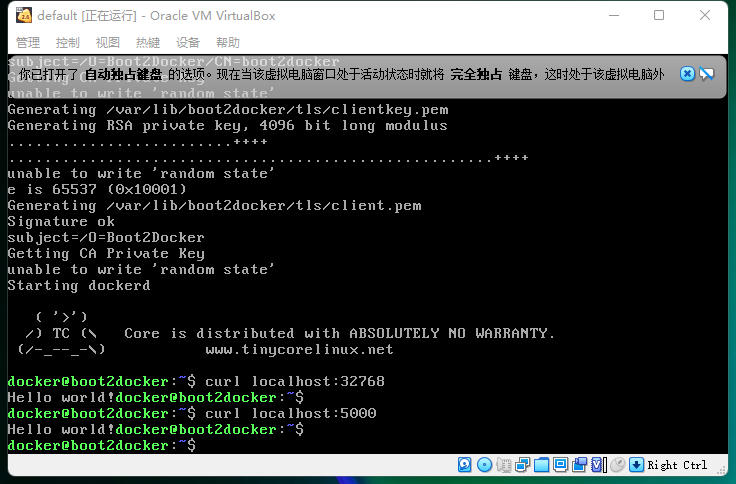 default [正在运行] - Oracle VM VirtualBox
管理 控制 视图 热键 设备 帮助
subject=/O=Boot2Docker/CN=boot2docker
你已打开了 自动独占键盘 的选项。现在当该虚拟电脑窗口处于活动状态时就将 完全独占 键盘，这时处于该虚拟电脑外
unable to write 'random state'
Generating /var/lib/boot2docker/tls/clientkey.pem
Generating RSA private key, 4096 bit long modulus
.........................++++
......................................................++++
unable to write 'random state'
e is 65537 (0x10001)
Generating /var/lib/boot2docker/tls/client.pem
Signature ok
subject=/O=Boot2Docker
Getting CA Private Key
unable to write 'random state'
Starting dockerd
( '>')
/) TC (\ Core is distributed with ABSOLUTELY NO WARRANTY.
(/-_--_-\) www.tinycorelinux.net
docker@boot2docker:~$ curl localhost:32768
Hello world!docker@boot2docker:~$
docker@boot2docker:~$ curl localhost:5000
Hello world!docker@boot2docker:~$
docker@boot2docker:~$
Right Ctrl